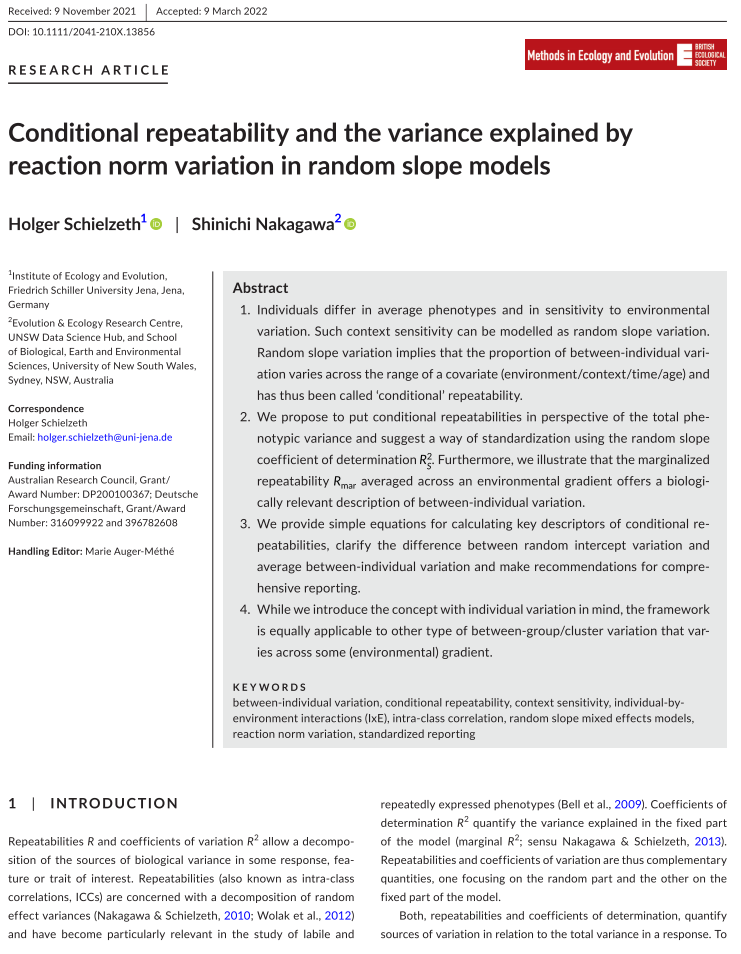 Received: 9 November 2021 | Accepted: 9 March 2022
DOI: 10.1111/2041-210X.13856
RESEARCH ARTICLE
Methods in Ecology and Evolution
BRITISH
ECOLOGICAL
SOCIETY
Conditional repeatability and the variance explained by
reaction norm variation in random slope models
Holger Schielzeth1 | Shinichi Nakagawa2
1Institute of Ecology and Evolution,
Friedrich Schiller University Jena, Jena,
Germany
2Evolution & Ecology Research Centre,
UNSW Data Science Hub, and School
of Biological, Earth and Environmental
Sciences, University of New South Wales,
Sydney, NSW, Australia
Correspondence
Holger Schielzeth
Email: holger.schielzeth@uni-jena.de
Funding information
Australian Research Council, Grant/
Award Number: DP200100367; Deutsche
Forschungsgemeinschaft, Grant/Award
Number: 316099922 and 396782608
Handling Editor: Marie Auger-Méthé
Abstract
1. Individuals differ in average phenotypes and in sensitivity to environmental
variation. Such context sensitivity can be modelled as random slope variation.
Random slope variation implies that the proportion of between-individual vari-
ation varies across the range of a covariate (environment/context/time/age) and
has thus been called ‘conditional’ repeatability.
2. We propose to put conditional repeatabilities in perspective of the total phe-
notypic variance and suggest a way of standardization using the random slope
coefficient of determination R²S. Furthermore, we illustrate that the marginalized
repeatability Rmar averaged across an environmental gradient offers a biologi-
cally relevant description of between-individual variation.
3. We provide simple equations for calculating key descriptors of conditional re-
peatabilities, clarify the difference between random intercept variation and
average between-individual variation and make recommendations for compre-
hensive reporting.
4. While we introduce the concept with individual variation in mind, the framework
is equally applicable to other type of between-group/cluster variation that var-
ies across some (environmental) gradient.
KEYWORDS
between-individual variation, conditional repeatability, context sensitivity, individual-by-
environment interactions (IxE), intra-class correlation, random slope mixed effects models,
reaction norm variation, standardized reporting
1 | INTRODUCTION
Repeatabilities R and coefficients of variation R² allow a decompo-
sition of the sources of biological variance in some response, fea-
ture or trait of interest. Repeatabilities (also known as intra-class
correlations, ICCs) are concerned with a decomposition of random
effect variances (Nakagawa & Schielzeth, 2010; Wolak et al., 2012)
and have become particularly relevant in the study of labile and
repeatedly expressed phenotypes (Bell et al., 2009). Coefficients of
determination R² quantify the variance explained in the fixed part
of the model (marginal R²; sensu Nakagawa & Schielzeth, 2013).
Repeatabilities and coefficients of variation are thus complementary
quantities, one focusing on the random part and the other on the
fixed part of the model.
Both, repeatabilities and coefficients of determination, quantify
sources of variation in relation to the total variance in a response. To